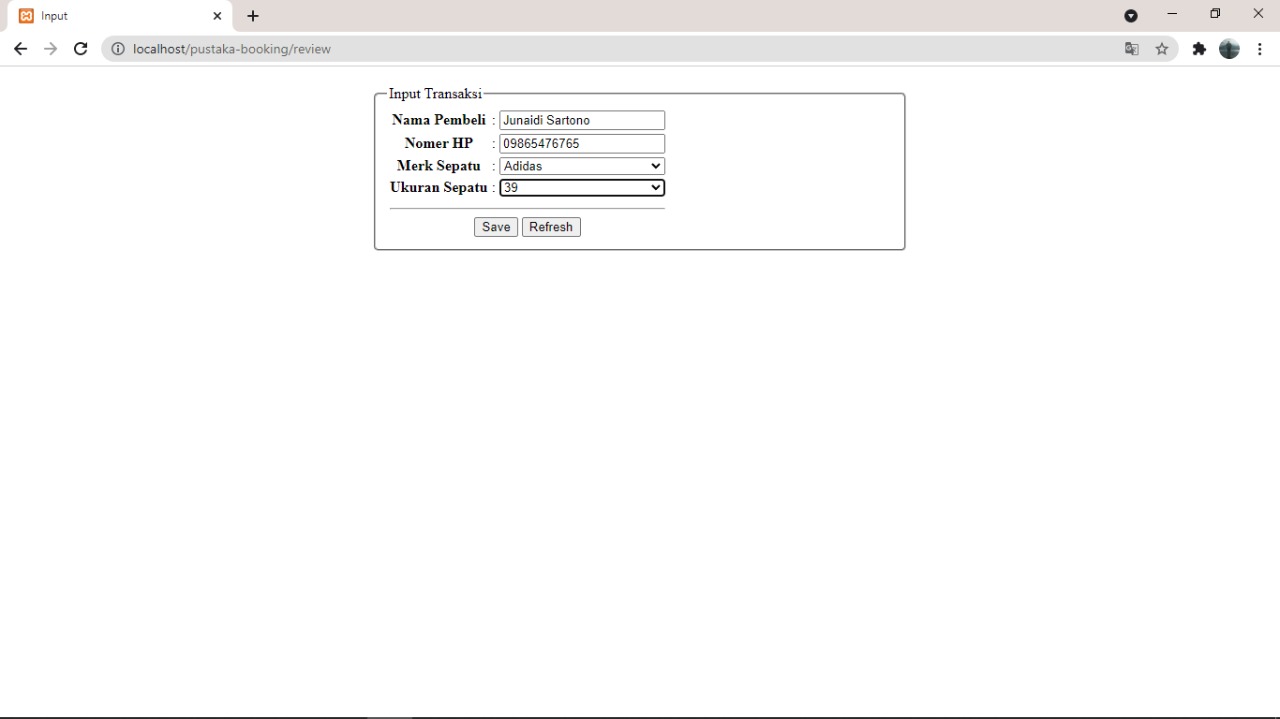 Input
localhost/pustaka-booking/review
Input Transaksi
Nama Pembeli : Junaidi Sartono
Nomer HP : 09865476765
Merk Sepatu : Adidas
Ukuran Sepatu : 39
Save Refresh